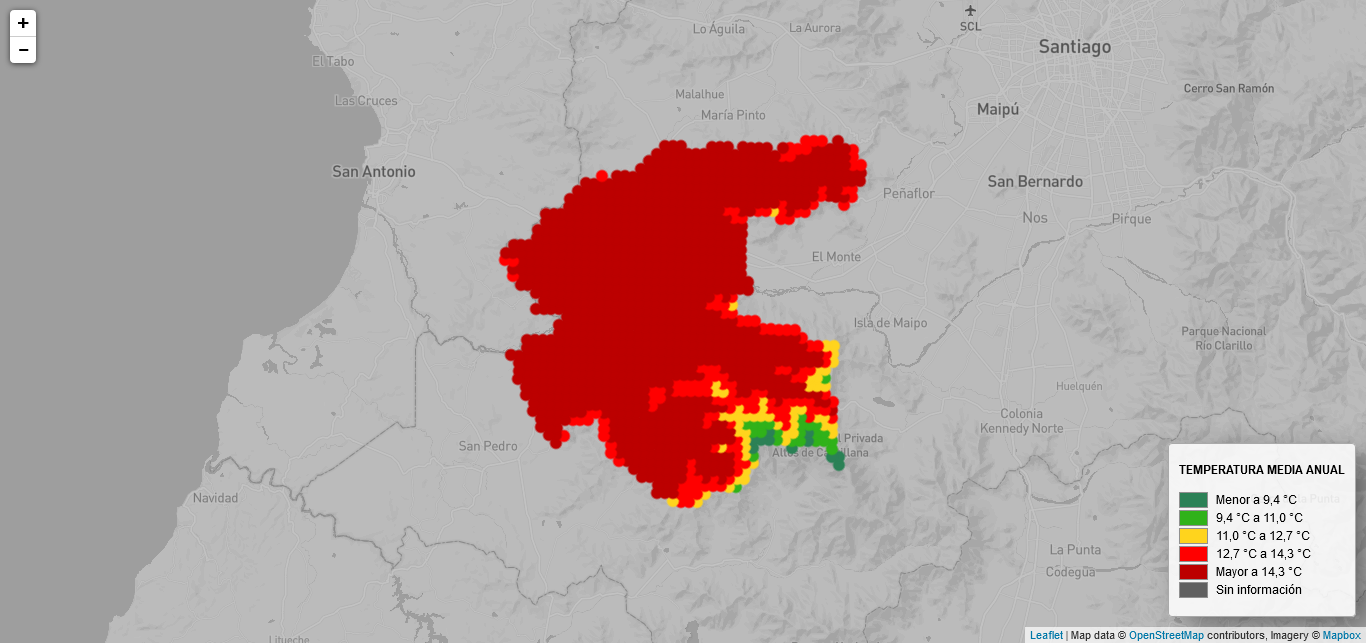 +
−
Lo Águila
La Aurora
SCL
Santiago
El Tabo
Cerro San Ramón
Las Cruces
Malalhue
María Pinto
Maipú
San Antonio
San Bernardo
Peñaflor
Nos
Pirque
El Monte
Isla de Maipo
Parque Nacional
Río Clarillo
Huelquén
Colonia
Kennedy Norte
San Pedro
l Privada
Altos de Ca llana
Navidad
La Punta
Codegua
Litueche
TEMPERATURA MEDIA ANUAL
Menor a 9,4 °C
9,4 °C a 11,0 °C
11,0 °C a 12,7 °C
12,7 °C a 14,3 °C
Mayor a 14,3 °C
Sin información
Leaflet | Map data © OpenStreetMap contributors, Imagery © Mapbox